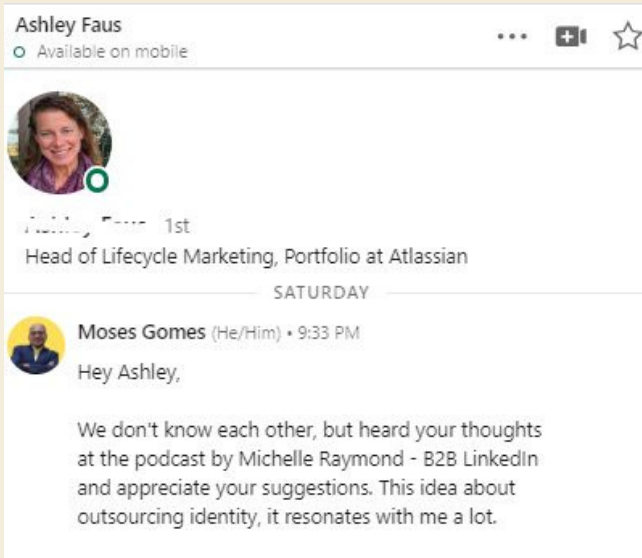 Ashley Faus
Available on mobile
1st
Head of Lifecycle Marketing, Portfolio at Atlassian
SATURDAY
Moses Gomes (He/Him) • 9:33 PM
Hey Ashley,
We don't know each other, but heard your thoughts
at the podcast by Michelle Raymond - B2B LinkedIn
and appreciate your suggestions. This idea about
outsourcing identity, it resonates with me a lot.